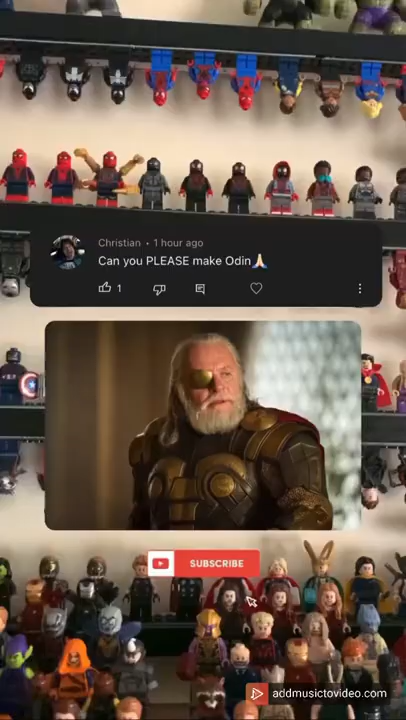 Christian • 1 hour ago
Can you PLEASE make Odin🙏🏻
1
SUBSCRIBE
addmusictovideo.com